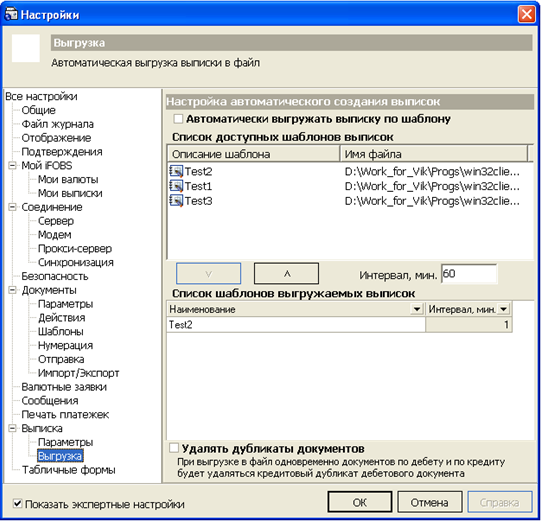 Настройки
Выгрузка
Автоматическая выгрузка выписки в файл
Все настройки
Общие
Файл журнала
Отображение
Подтверждения
Мой iFOBS
Мои валюты
Мои выписки
Соединение
Сервер
Модем
Прокси-сервер
Синхронизация
Безопасность
Документы
Параметры
Действия
Шаблоны
Нумерация
Отправка
Импорт/Экспорт
Валютные заявки
Сообщения
Печать платежек
Выписка
Параметры
Выгрузка
Табличные формы
Настройка автоматического создания выписок
Автоматически выгружать выписку по шаблону
Список доступных шаблонов выписок
Описание шаблона Имя файла
Test2 D:\Work_for_Vik\Progs\win32clie...
Test1 D:\Work_for_Vik\Progs\win32clie...
Test3 D:\Work_for_Vik\Progs\win32clie...
Интервал, мин. 60
Список шаблонов выгружаемых выписок
Наименование Интервал, мин.
Test2 1
Удалять дубликаты документов
При выгрузке в файл одновременно документов по дебету и по кредиту
будет удаляться кредитовый дубликат дебетового документа
Показать экспертные настройки
OK Отмена Справка